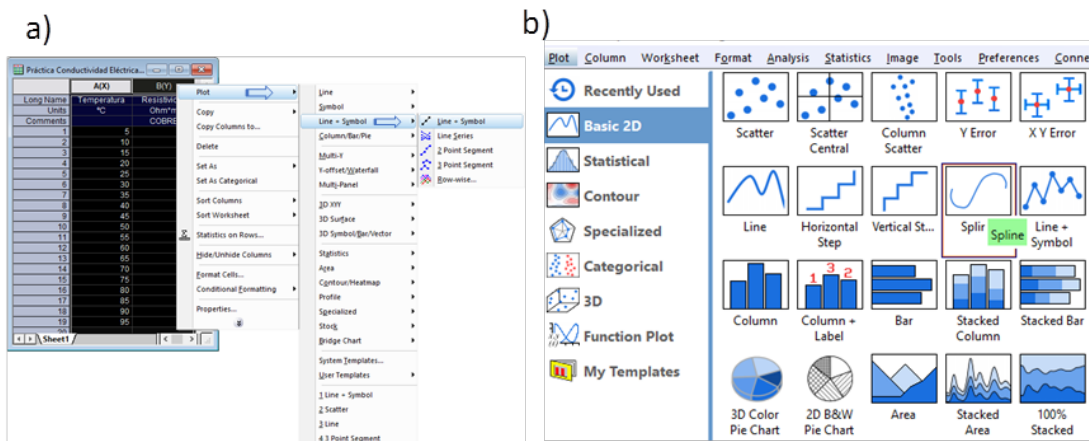 a)
Práctica Conductividad Eléctrica...
A(X) B(Y)
Long Name Temperatura Resistivid
Units °C Ohm*m
Comments COBRE
1 5
2 10
3 15
4 20
5 25
6 30
7 35
8 40
9 45
10 50
11 55
12 60
13 65
14 70
15 75
16 80
17 85
18 90
19 95
Sheet1
Plot
Copy
Copy Columns to...
Delete
Set As
Set As Categorical
Sort Columns
Sort Worksheet
Statistics on Rows...
Hide/Unhide Columns
Format Cells...
Conditional Formatting
Properties...
Line
Symbol
Line + Symbol
Column/Bar/Pie
Multi-Y
Y-offset/Waterfall
Multi-Panel
3D XYY
3D Surface
3D Symbol/Bar/Vector
Statistics
Area
Contour/Heatmap
Profile
Specialized
Stock
Bridge Chart
System Templates...
User Templates
1 Line + Symbol
2 Scatter
3 Line
4 3 Point Segment
Line + Symbol
Line Series
2 Point Segment
3 Point Segment
Row-wise...
b)
Plot Column Worksheet Format Analysis Statistics Image Tools Preferences Conne
Recently Used
Basic 2D
Statistical
Contour
Specialized
Categorical
3D
Function Plot
My Templates
Scatter
Scatter Central
Column Scatter
Y Error
X Y Error
Line
Horizontal Step
Vertical St...
Splin
Spline
Line + Symbol
Column
1 3 2
Column + Label
Bar
Stacked Column
Stacked Bar
3D Color Pie Chart
2D B&W Pie Chart
Area
Stacked Area
100% Stacked